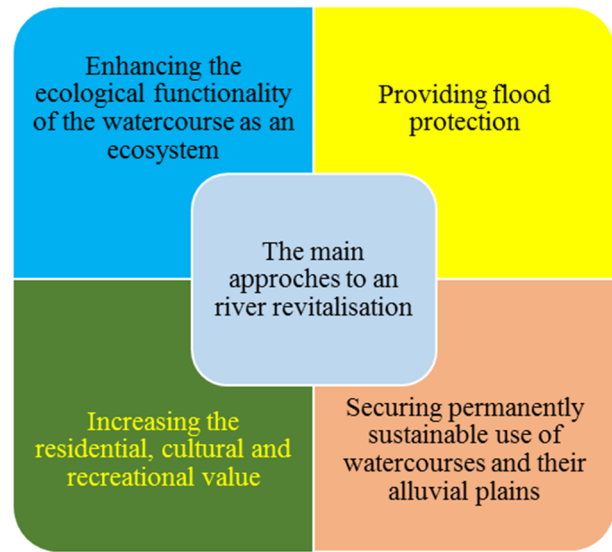 Enhancing the
ecological functionality
of the watercourse as an
ecosystem
Providing flood
protection
The main
approches to an
river revitalisation
Increasing the
residential, cultural and
recreational value
Securing permanently
sustainable use of
watercourses and their
alluvial plains